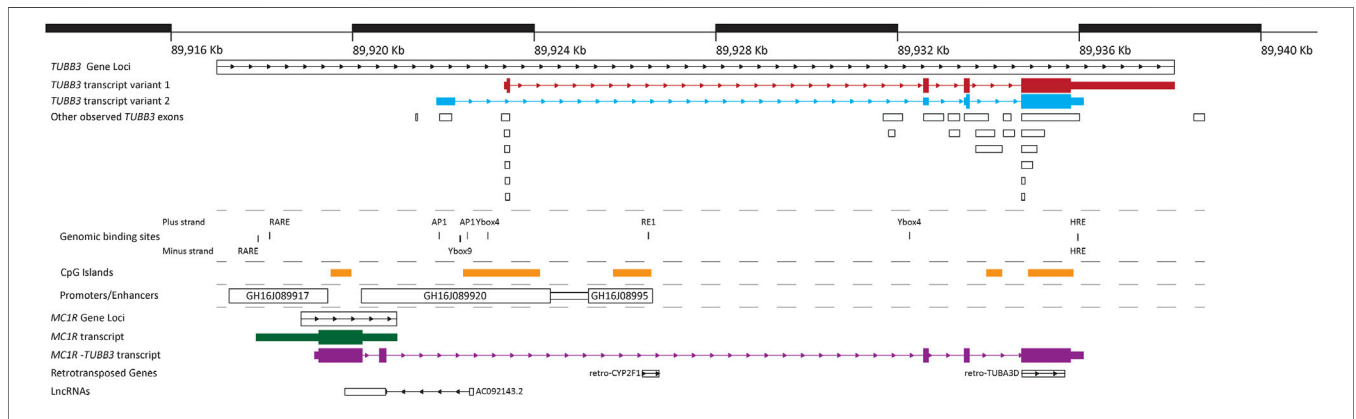 89,916 Kb 89,920 Kb 89,924 Kb 89,928 Kb 89,932 Kb 89,936 Kb 89,940 Kb
TUBB3 Gene Loci
TUBB3 transcript variant 1
TUBB3 transcript variant 2
Other observed TUBB3 exons
Plus strand RARE AP1 AP1 Ybox4 RE1 Ybox4 HRE
Genomic binding sites
Minus strand RARE Ybox9 HRE
CpG Islands
Promoters/Enhancers GH16J089917 GH16J089920 GH16J08995
MC1R Gene Loci
MC1R transcript
MC1R -TUBB3 transcript
Retrotransposed Genes retro-CYP2F1 retro-TUBA3D
LncRNAs AC092143.2